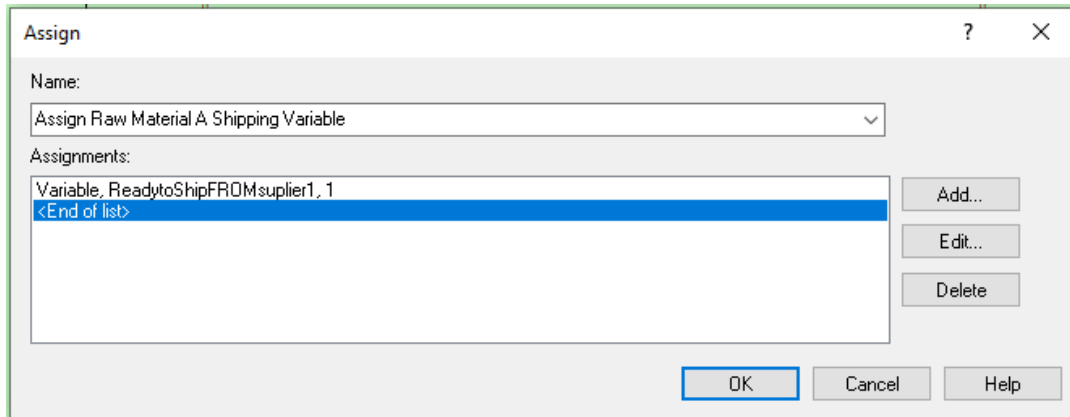 Assign
?
Name:
Assign Raw Material A Shipping Variable
Assignments:
Variable, ReadytoShipFROMsuplier1, 1
<End of list>
Add...
Edit...
Delete
OK
Cancel
Help